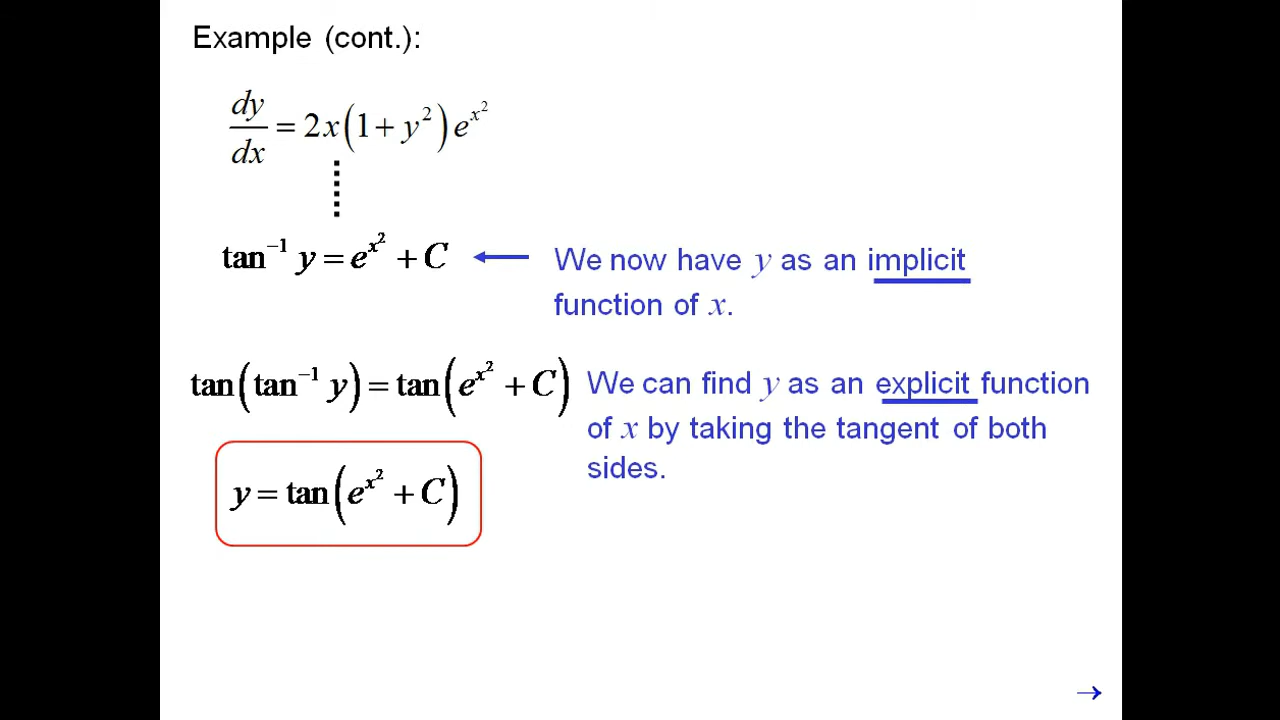 Example (cont.):
dy/dx = 2x(1 + y²)e^{x²}
tan⁻¹ y = e^{x²} + C
We now have y as an implicit
function of x.
tan(tan⁻¹ y) = tan(e^{x²} + C)
We can find y as an explicit function
of x by taking the tangent of both
sides.
y = tan(e^{x²} + C)
→